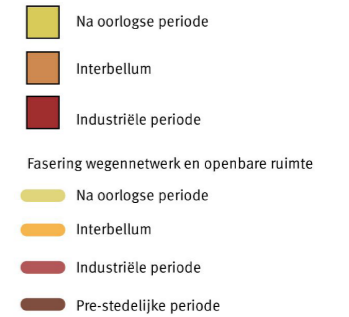 Na oorlogse periode
Interbellum
Industriële periode
Fasering wegennetwerk en openbare ruimte
Na oorlogse periode
Interbellum
Industriële periode
Pre-stedelijke periode